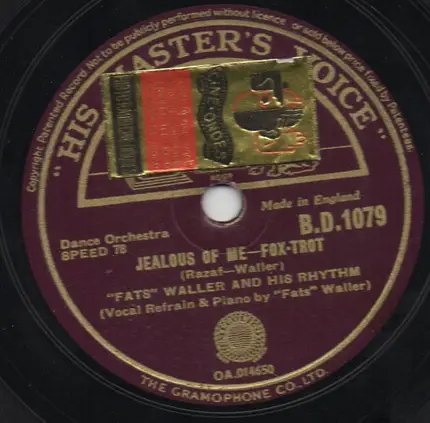 Copyright. Patented Record. Not to be publicly performed without licence. or sold below price fixed by Patentees.
"HIS MASTER'S VOICE"
Made in England
Dance Orchestra
SPEED 78
B.D.1079
JEALOUS OF ME—FOX-TROT
(Razaf—Waller)
"FATS" WALLER AND HIS RHYTHM
(Vocal Refrain & Piano by "Fats" Waller)
OA.014650
THE GRAMOPHONE CO., LTD.